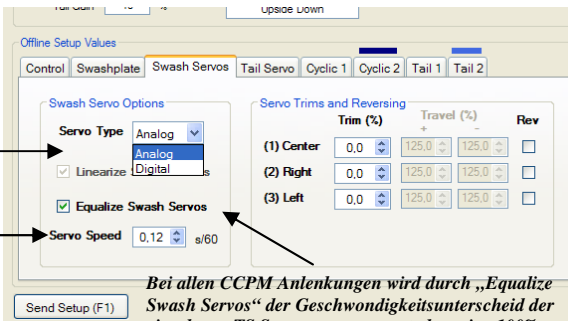 Tail Gain %
Upside Down
Offline Setup Values
Control Swashplate Swash Servos Tail Servo Cyclic 1 Cyclic 2 Tail 1 Tail 2
Swash Servo Options
Servo Type Analog
Analog
Digital
Linearize
Equalize Swash Servos
Servo Speed 0,12 s/60
Servo Trims and Reversing
Trim (%) Travel (%) Rev
+ -
(1) Center 0,0 125,0 125,0
(2) Right 0,0 125,0 125,0
(3) Left 0,0 125,0 125,0
Bei allen CCPM Anlenkungen wird durch „Equalize
Send Setup (F1)
Swash Servos“ der Geschwondigkeitsunterscheid der